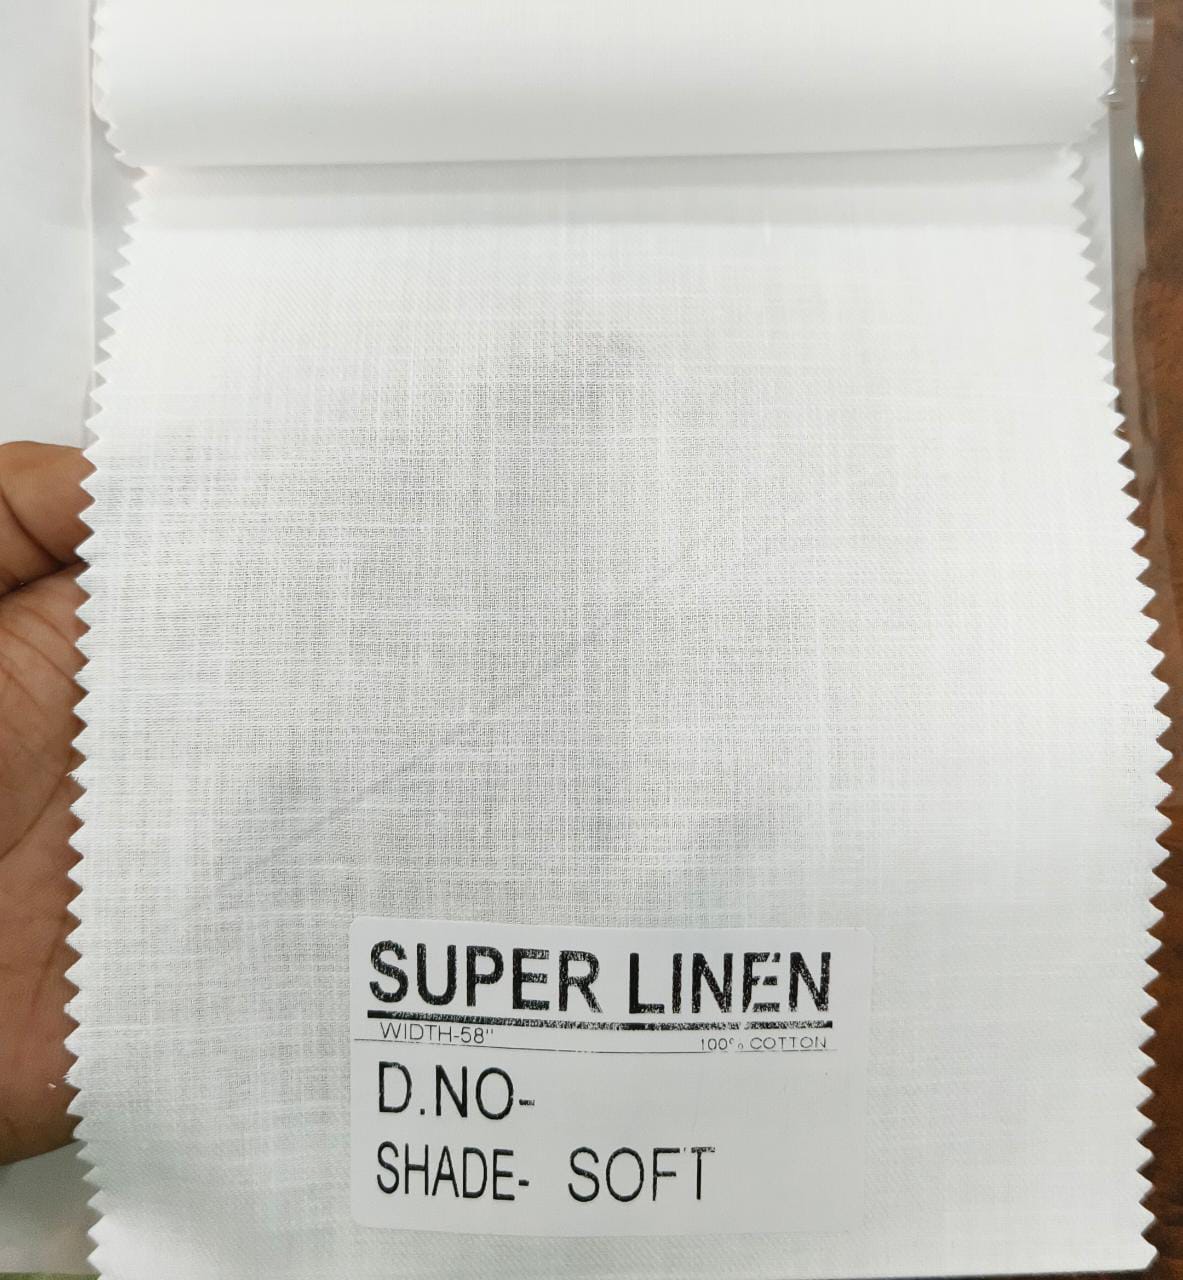 SUPER LINEN
WIDTH-58" 100% COTTON
D.NO-
SHADE- SOFT